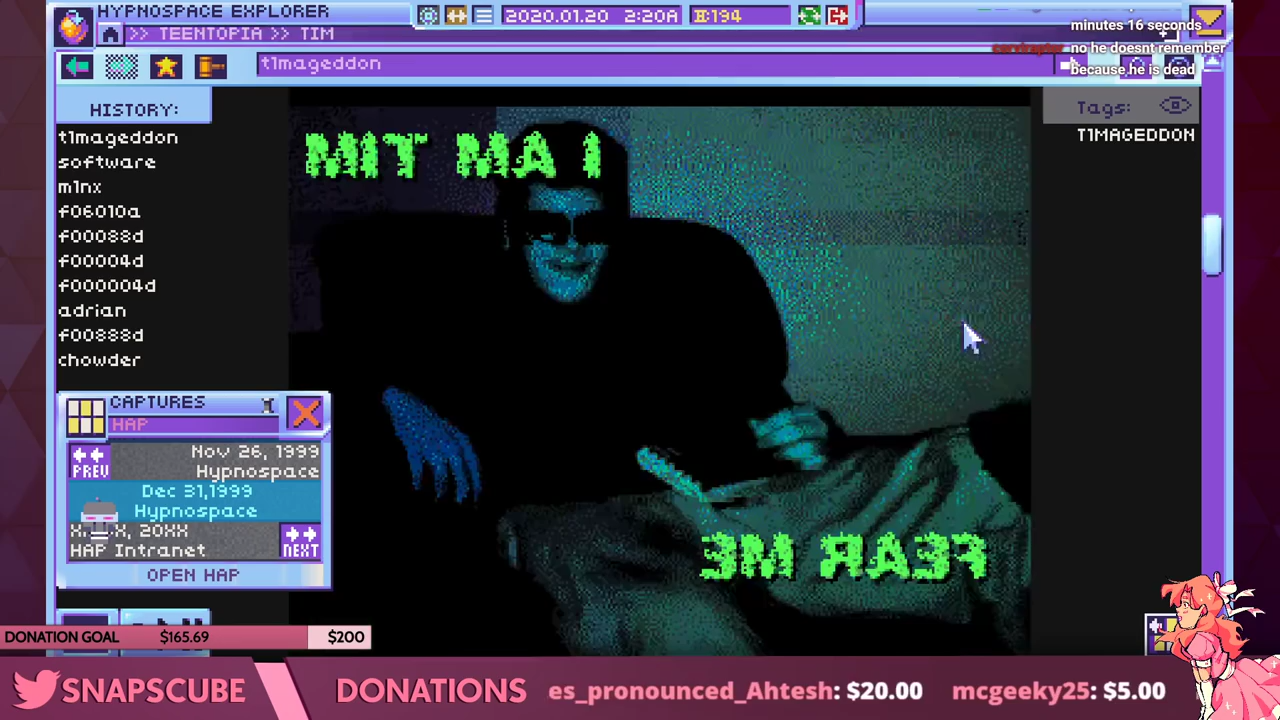 HYPNOSPACE EXPLORER
>> TEENTOPIA >> TIM
2020.01.20 2:20A
:194
minutes 16 seconds
no he doesnt remember
because he is dead
t1mageddon
HISTORY:
t1mageddon
software
m1nx
f06010a
f00088d
f00004d
f000004d
adrian
f00888d
chowder
Tags:
T1MAGEDDON
MIT MA I
FEAR ME
CAPTURES
HAP
PREV
Nov 26, 1999
Hypnospace
Dec 31,1999
Hypnospace
20XX
HAP Intranet
NEXT
OPEN HAP
DONATION GOAL $165.69 $200
SNAPSCUBE
DONATIONS
es_pronounced_Ahtesh: $20.00 mcgeeky25: $5.00